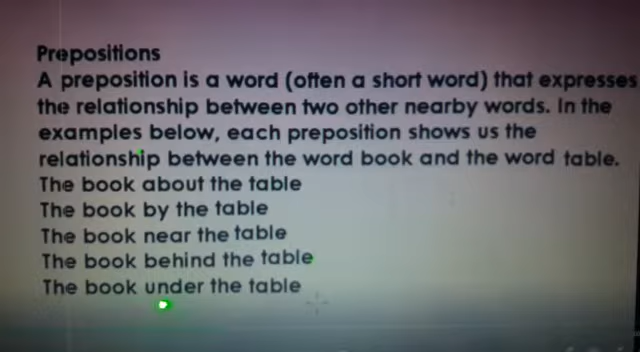 Prepositions
A preposition is a word (often a short word) that expresses
the relationship between two other nearby words. In the
examples below, each preposition shows us the
relationship between the word book and the word table.
The book about the table
The book by the table
The book near the table
The book behind the table
The book under the table